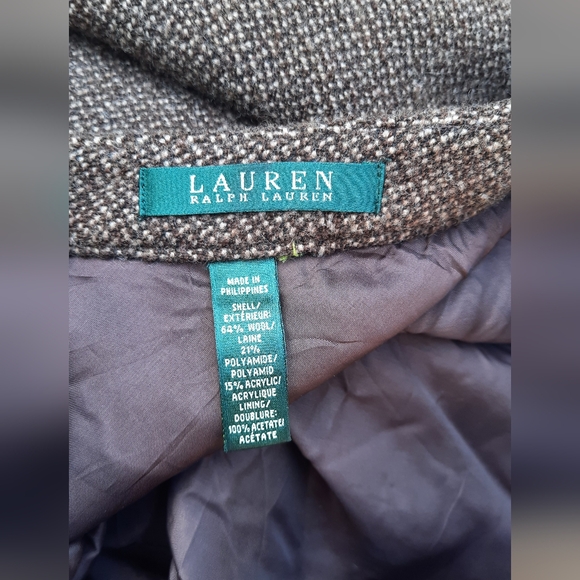 LAUREN
RALPH LAUREN
MADE IN
PHILIPPINES
SHELL/
EXTÉRIEUR:
64% WOOL/
LAINE
21%
POLYAMIDE/
POLYAMID
15% ACRYLIC/
ACRYLIQUE
LINING/
DOUBLURE:
100% ACETATE/
ACÉTATE